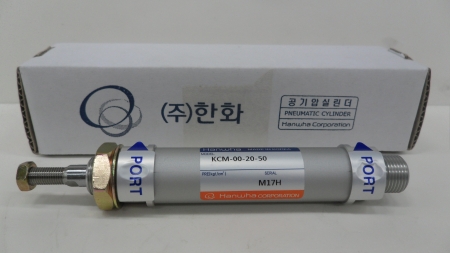 (주)한화
공기압실린더
PNEUMATIC CYLINDER
Hanwha Corporation
KCM-00-20-50
M17H
Hanwha corporation
PORT
PORT